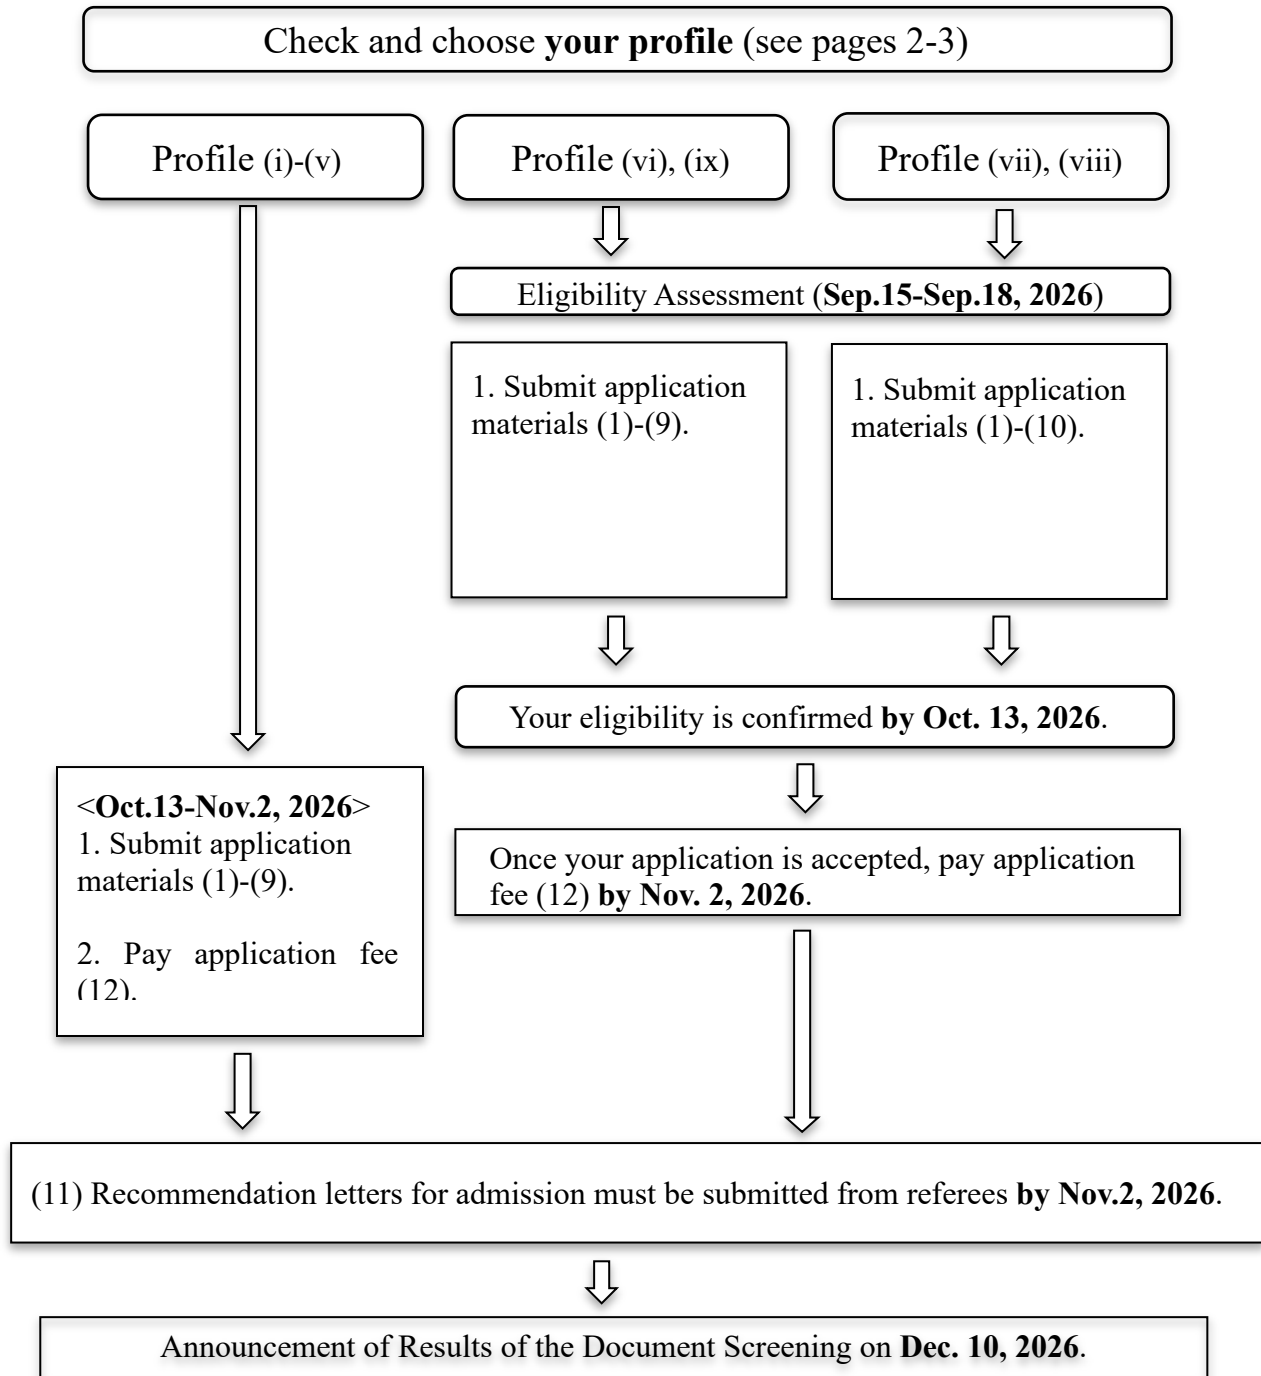 Check and choose your profile (see pages 2-3)
Profile (i)-(v)
Profile (vi), (ix)
Profile (vii), (viii)
Eligibility Assessment (Sep.15-Sep.18, 2026)
1. Submit application
materials (1)-(9).
1. Submit application
materials (1)-(10).
Your eligibility is confirmed by Oct. 13, 2026.
<Oct.13-Nov.2, 2026>
1. Submit application
materials (1)-(9).
2. Pay application fee
(12).
Once your application is accepted, pay application
fee (12) by Nov. 2, 2026.
(11) Recommendation letters for admission must be submitted from referees by Nov.2, 2026.
Announcement of Results of the Document Screening on Dec. 10, 2026.